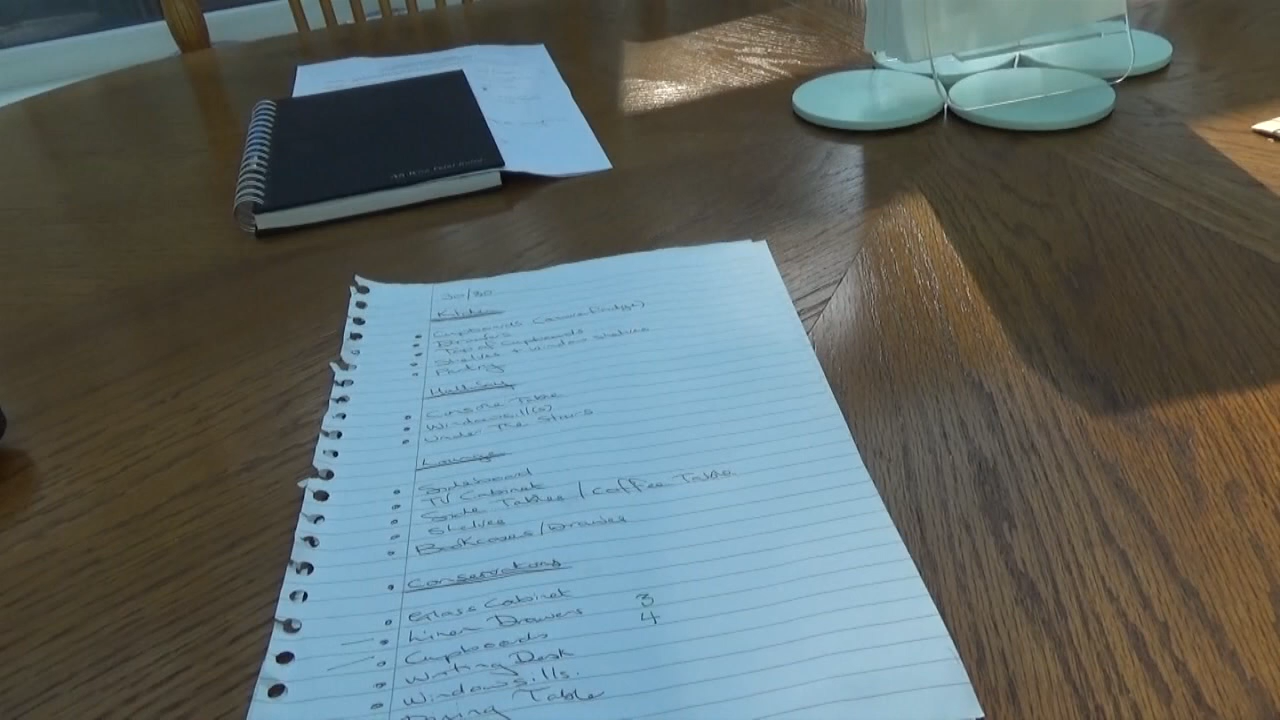 30/30
Kitchen
Cupboards (above Fridge)
Drawers
Top of Cupboards
Shelves + window shelves
Pantry
Hallway
Console Table
Windowsill(s)
Under The Stairs
Lounge
Sideboard
TV Cabinet
Side Tables / Coffee Table
Shelves
Bookcases/Drawers
Conservatory
Glass Cabinet
Linen Drawers 3
Cupboards 4
Writing Desk
Windowsills.
Dining Table